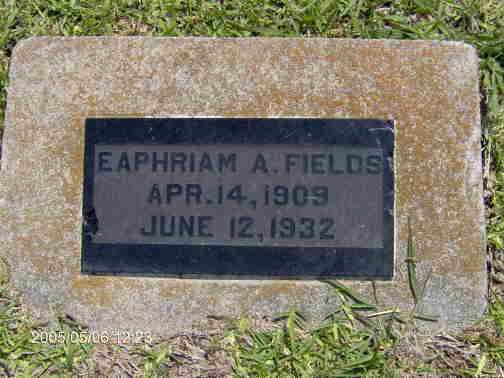 EAPHRIAM A. FIELDS
APR. 14, 1909
JUNE 12, 1932
2005/05/06 12:23